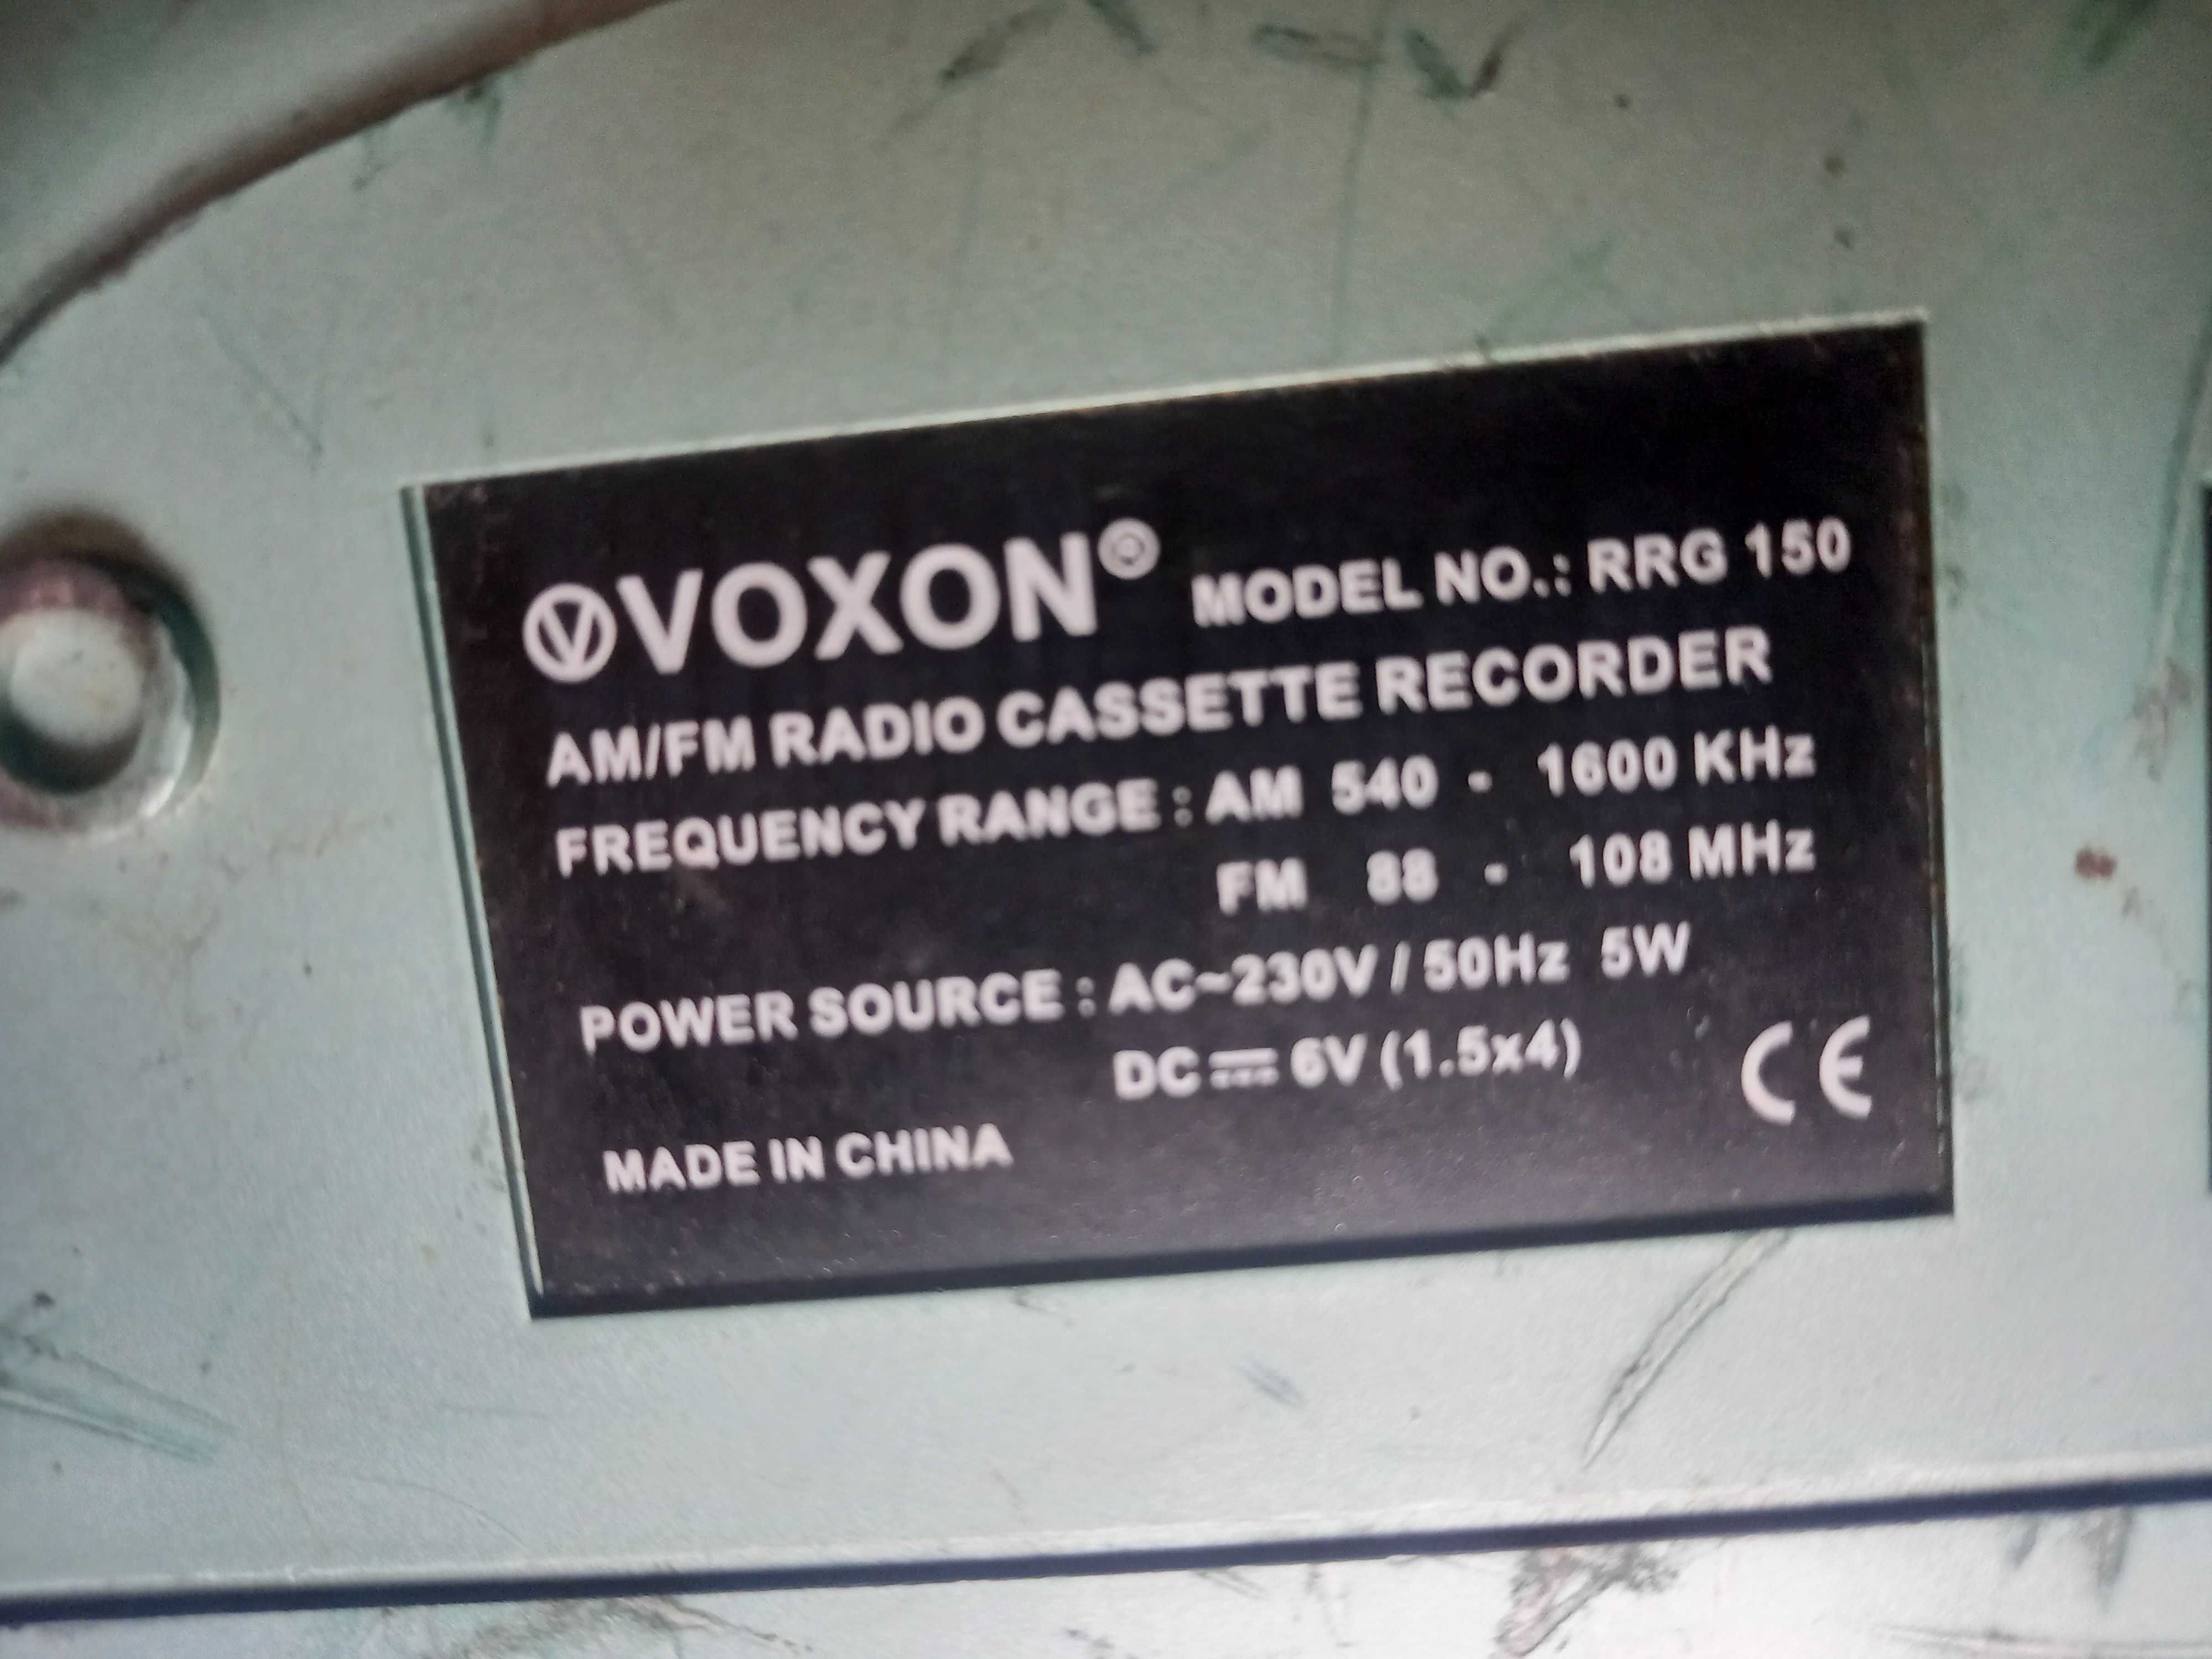 VOXON® MODEL NO.: RRG 150
AM/FM RADIO CASSETTE RECORDER
FREQUENCY RANGE : AM 540 - 1600 KHz
FM 88 - 108 MHz
POWER SOURCE : AC~230V / 50Hz 5W
DC⎓6V (1.5x4)
CE
MADE IN CHINA